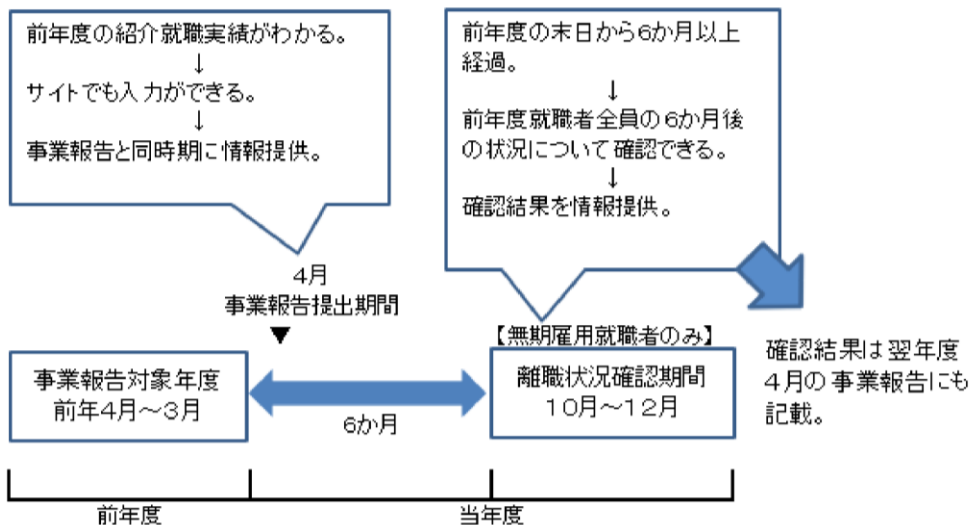 前年度の紹介就職実績がわかる。
↓
サイトでも入力ができる。
↓
事業報告と同時期に情報提供。
前年度の末日から6か月以上
経過。
↓
前年度就職者全員の6か月後
の状況について確認できる。
↓
確認結果を情報提供。
4月
事業報告提出期間
▼
【無期雇用就職者のみ】
事業報告対象年度
前年4月～3月
6か月
離職状況確認期間
10月～12月
確認結果は翌年度
4月の事業報告にも
記載。
前年度
当年度